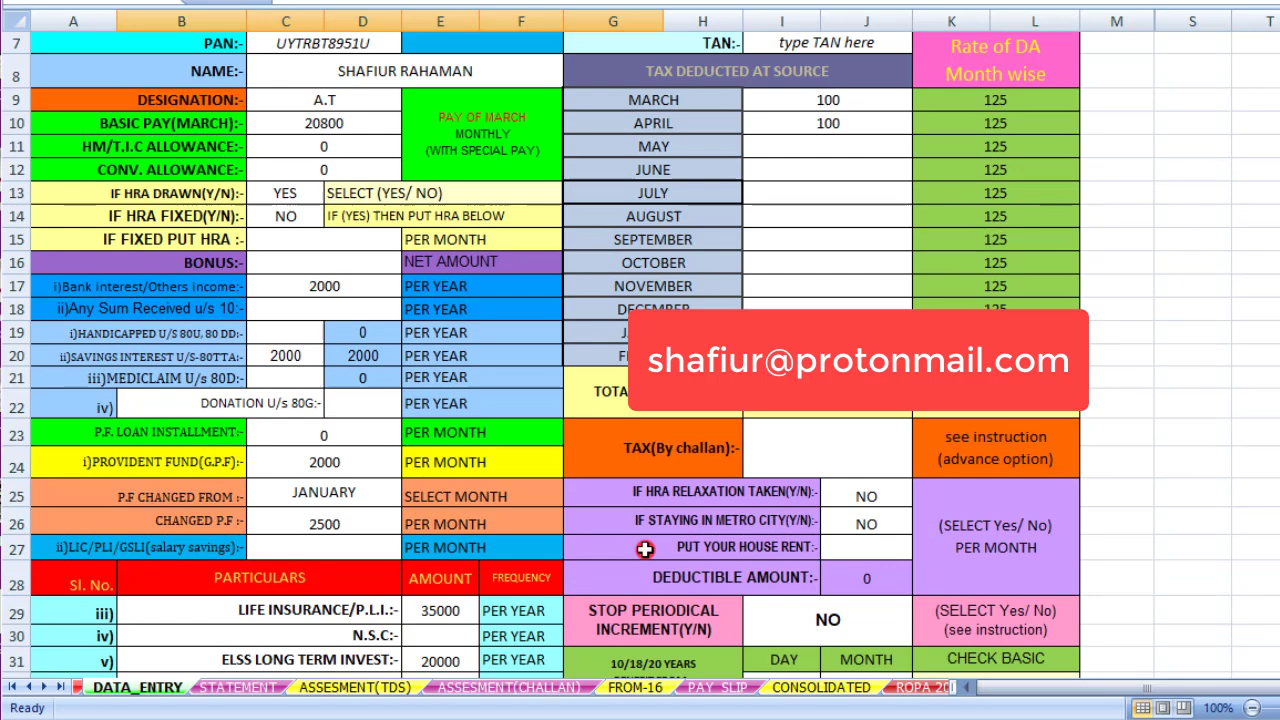 A B C D E F G H I J K L M S T
7 PAN:- UYTRBT8951U TAN:- type TAN here Rate of DA
8 NAME:- SHAFIUR RAHAMAN TAX DEDUCTED AT SOURCE Month wise
9 DESIGNATION:- A.T PAY OF MARCH MARCH 100 125
10 BASIC PAY(MARCH):- 20800 MONTHLY APRIL 100 125
11 HM/T.I.C ALLOWANCE:- 0 (WITH SPECIAL PAY) MAY 125
12 CONV. ALLOWANCE:- 0 JUNE 125
13 IF HRA DRAWN(Y/N):- YES SELECT (YES/ NO) JULY 125
14 IF HRA FIXED(Y/N):- NO IF (YES) THEN PUT HRA BELOW AUGUST 125
15 IF FIXED PUT HRA :- PER MONTH SEPTEMBER 125
16 BONUS:- NET AMOUNT OCTOBER 125
17 i)Bank interest/Others income:- 2000 PER YEAR NOVEMBER 125
18 ii)Any Sum Received u/s 10:- PER YEAR DECEMBER 125
19 i)HANDICAPPED U/S 80U, 80 DD:- 0 PER YEAR
20 ii)SAVINGS INTEREST U/S-80TTA:- 2000 2000 PER YEAR
shafiur@protonmail.com
21 iii)MEDICLAIM U/s 80D:- 0 PER YEAR
22 iv) DONATION U/s 80G:- PER YEAR
23 P.F. LOAN INSTALLMENT:- 0 PER MONTH TAX(By challan):- see instruction
24 i)PROVIDENT FUND(G.P.F):- 2000 PER MONTH (advance option)
25 P.F CHANGED FROM :- JANUARY SELECT MONTH IF HRA RELAXATION TAKEN(Y/N):- NO
26 CHANGED P.F :- 2500 PER MONTH IF STAYING IN METRO CITY(Y/N):- NO (SELECT Yes/ No)
27 ii)LIC/PLI/GSLI(salary savings):- PER MONTH PUT YOUR HOUSE RENT:- PER MONTH
28 Sl. No. PARTICULARS AMOUNT FREQUENCY DEDUCTIBLE AMOUNT:- 0
29 iii) LIFE INSURANCE/P.L.I.:- 35000 PER YEAR STOP PERIODICAL NO (SELECT Yes/ No)
30 iv) N.S.C:- PER YEAR INCREMENT(Y/N) (see instruction)
31 v) ELSS LONG TERM INVEST:- 20000 PER YEAR 10/18/20 YEARS DAY MONTH CHECK BASIC
DATA_ENTRY STATEMENT ASSESMENT(TDS) ASSESMENT(CHALLAN) FROM-16 PAY SLIP CONSOLIDATED
Ready 100%